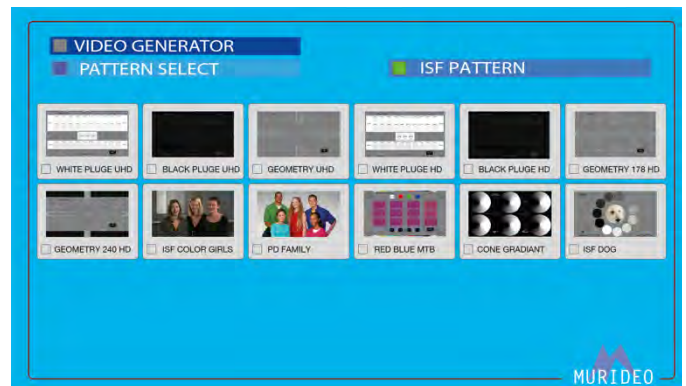 VIDEO GENERATOR
PATTERN SELECT
ISF PATTERN
WHITE PLUGE UHD
BLACK PLUGE UHD
GEOMETRY UHD
WHITE PLUGE HD
BLACK PLUGE HD
GEOMETRY 178 HD
GEOMETRY 240 HD
ISF COLOR GIRLS
PD FAMILY
RED BLUE MTB
CONE GRADIANT
ISF DOG
MURIDEO